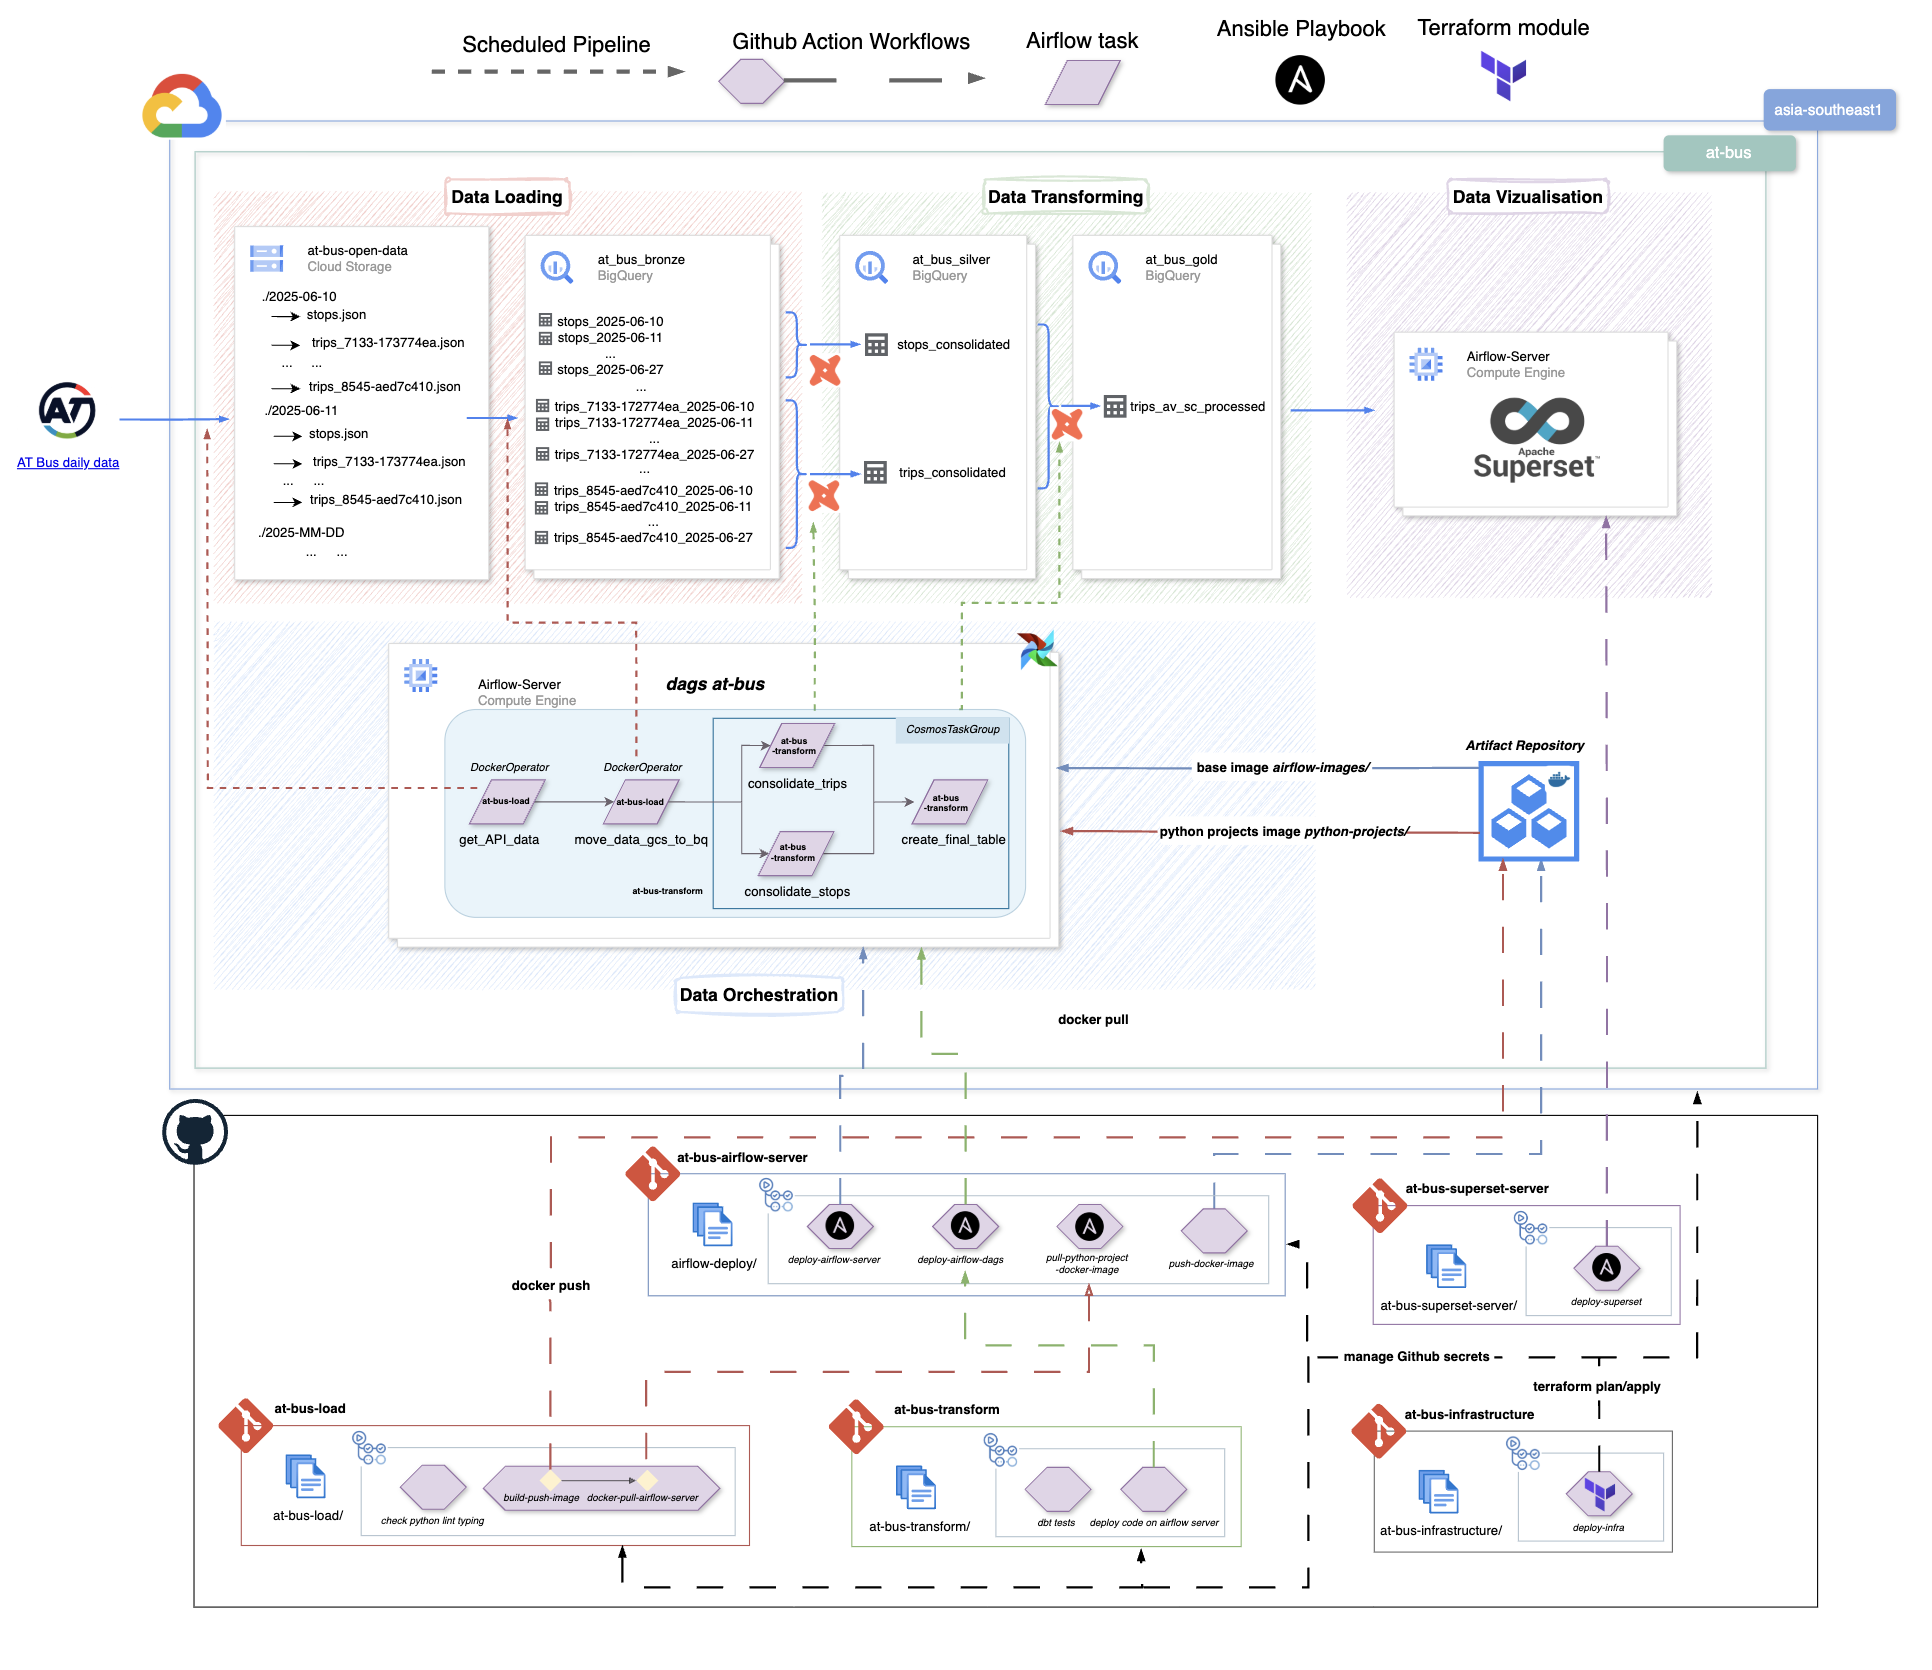 Scheduled Pipeline
Github Action Workflows
Airflow task
Ansible Playbook
Terraform module
asia-southeast1
at-bus
Data Loading
Data Transforming
Data Vizualisation
at-bus-open-data
Cloud Storage
./2025-06-10
stops.json
trips_7133-173774ea.json
... ...
trips_8545-aed7c410.json
./2025-06-11
stops.json
trips_7133-173774ea.json
... ...
trips_8545-aed7c410.json
./2025-MM-DD
... ...
at_bus_bronze
BigQuery
stops_2025-06-10
stops_2025-06-11
...
stops_2025-06-27
...
trips_7133-172774ea_2025-06-10
trips_7133-172774ea_2025-06-11
...
trips_7133-172774ea_2025-06-27
...
trips_8545-aed7c410_2025-06-10
trips_8545-aed7c410_2025-06-11
...
trips_8545-aed7c410_2025-06-27
at_bus_silver
BigQuery
stops_consolidated
trips_consolidated
at_bus_gold
BigQuery
trips_av_sc_processed
Airflow-Server
Compute Engine
Apache
Superset™
AT
AT Bus daily data
Airflow-Server
Compute Engine
dags at-bus
CosmosTaskGroup
DockerOperator
at-bus-load
get_API_data
DockerOperator
at-bus-load
move_data_gcs_to_bq
at-bus
-transform
consolidate_trips
at-bus
-transform
consolidate_stops
at-bus
-transform
create_final_table
at-bus-transform
Data Orchestration
Artifact Repository
base image airflow-images/
python projects image python-projects/
docker pull
at-bus-airflow-server
airflow-deploy/
deploy-airflow-server
deploy-airflow-dags
pull-python-project
-docker-image
push-docker-image
at-bus-superset-server
at-bus-superset-server/
deploy-superset
docker push
manage Github secrets
terraform plan/apply
at-bus-load
at-bus-load/
check python lint typing
build-push-image
docker-pull-airflow-server
at-bus-transform
at-bus-transform/
dbt tests
deploy code on airflow server
at-bus-infrastructure
at-bus-infrastructure/
deploy-infra